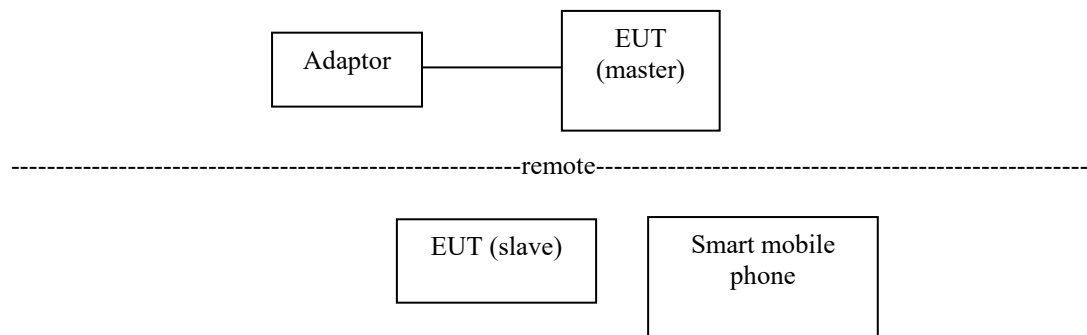 Adaptor
EUT
(master)
------------------------------------------remote------------------------------------------
EUT (slave)
Smart mobile
phone